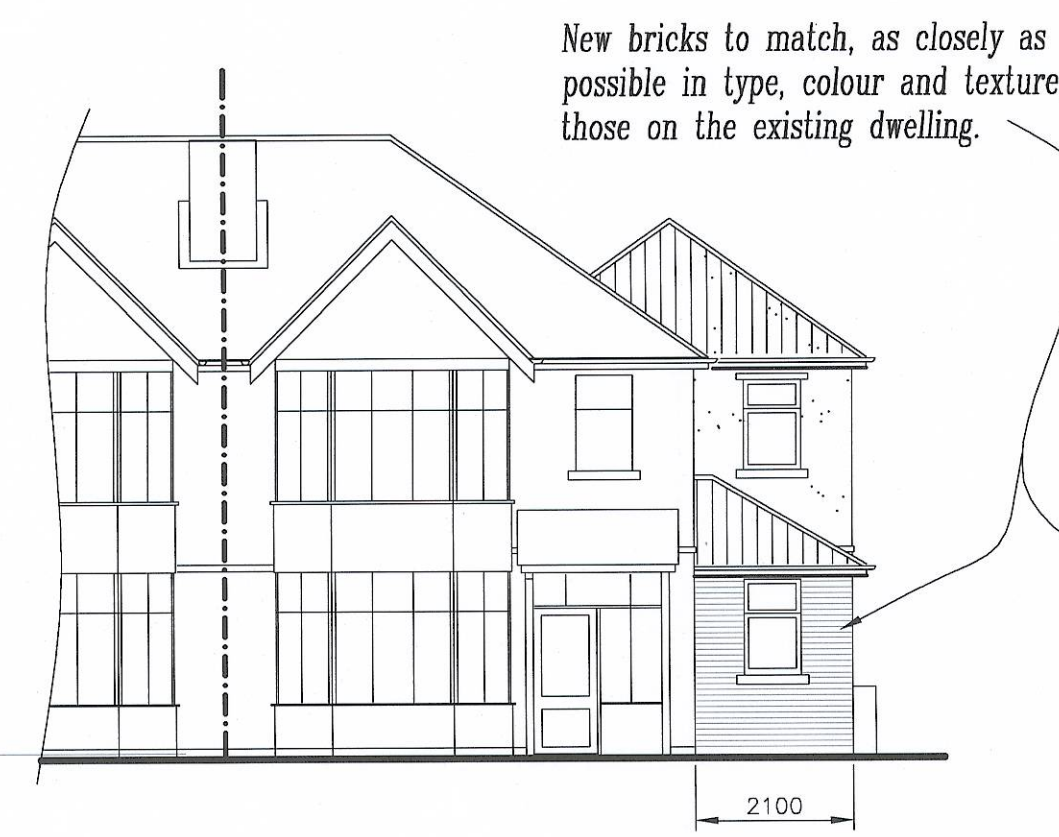 New bricks to match, as closely as
possible in type, colour and texture
those on the existing dwelling.
2100